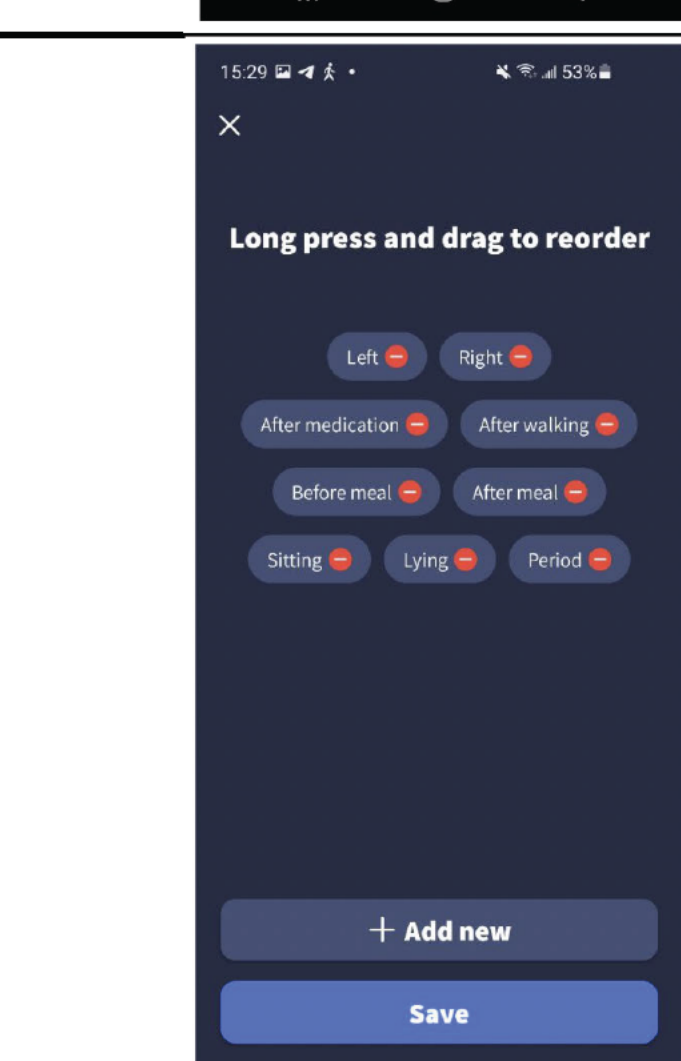 15:29 53%
Long press and drag to reorder
Left Right
After medication After walking
Before meal After meal
Sitting Lying Period
+ Add new
Save